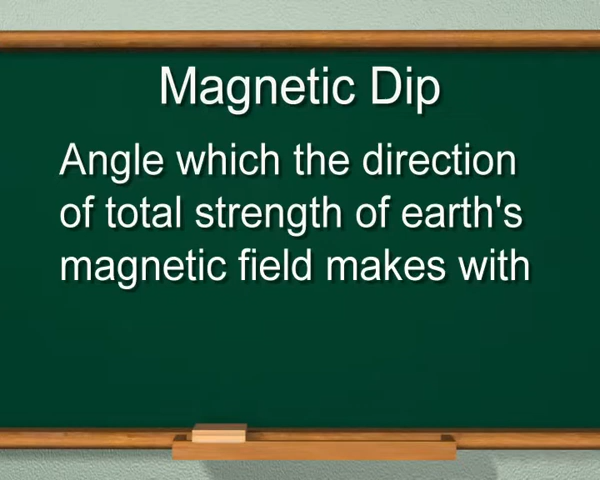 Magnetic Dip
Angle which the direction
of total strength of earth's
magnetic field makes with